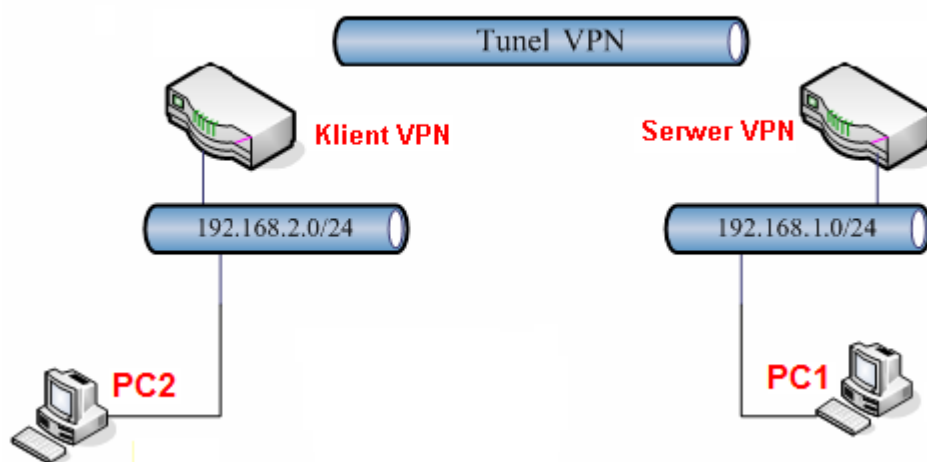 Tunel VPN
Klient VPN
Serwer VPN
192.168.2.0/24
192.168.1.0/24
PC2
PC1